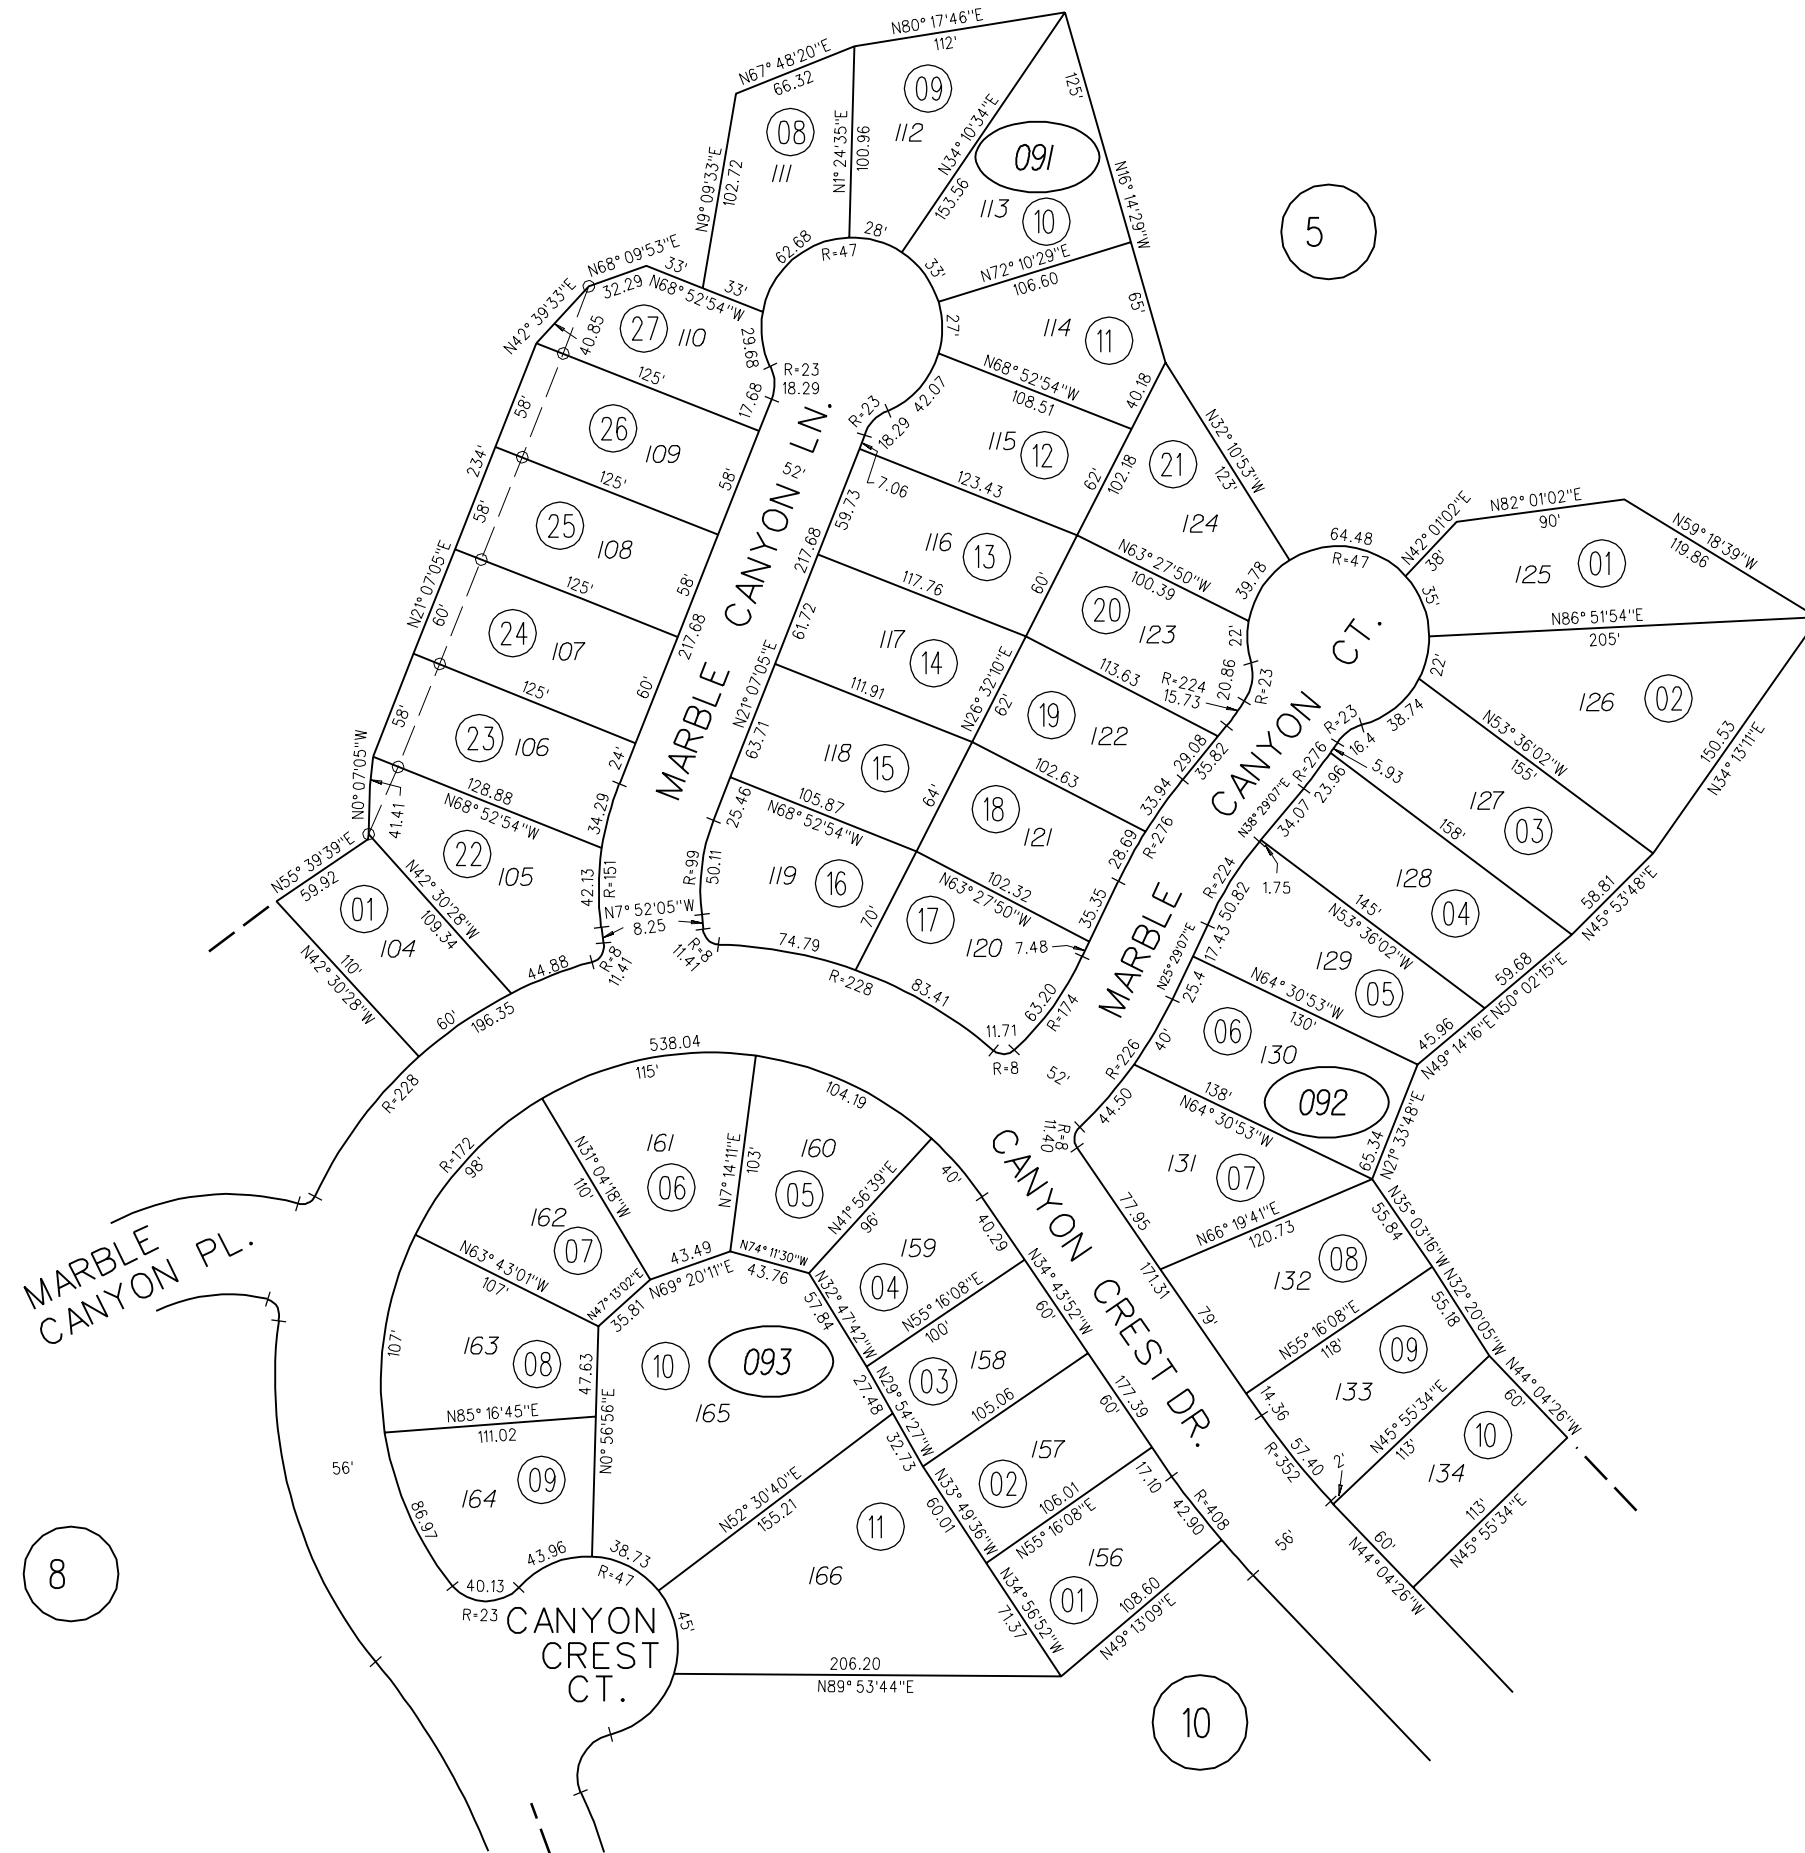 N80° 17'46"E
112'
N67° 48'20"E
66.32
09
112
08
111
N1° 24'35"E
100.96
N34° 10'34"E
153.56
125'
091
113
10
N16° 14'29"W
N9° 09'33"E
102.72
5
62.68
28'
R=47
33'
N72° 10'29"E
106.60
65'
N68° 09'53"E
32.29
33'
N68° 52'54"W
33'
N42° 39'33"E
40.85
27
110
29.68
27'
114
11
R=23
18.29
17.68
125'
N68° 52'54"W
108.51
40.18
R=23
42.07
18.29
58'
26
109
115
12
21
N32° 10'53"W
123'
234'
125'
58'
52'
7.06
123.43
62'
102.18
124
59.73
58'
25
108
116
13
217.68
N63° 27'50"W
100.39
39.78
64.48
R=47
N42° 01'02"E
38'
N82° 01'02"E
90'
N59° 18'39"W
119.86
125
01
35'
N86° 51'54"E
205'
N21° 07'05"E
60'
125'
58'
117.76
60'
20
123
22'
24
107
217.68
61.72
117
14
113.63
R=224
15.73
20.86
R=23
22'
126
02
MARBLE CANYON LN.
N21° 07'05"E
111.91
N26° 32'10"E
62'
19
122
125'
60'
58'
23
106
63.71
118
15
102.63
29.08
35.82
MARBLE CANYON CT.
R=23
38.74
16.4
R=276
5.93
23.96
N53° 36'02"W
155'
150.53
N34° 13'11"E
N0° 07'05"W
41.41
128.88
N68° 52'54"W
24'
34.29
25.46
105.87
N68° 52'54"W
64'
18
121
33.94
R=276
28.69
N38° 29'07"E
34.07
127
03
158'
N55° 39'39"E
59.92
22
105
N42° 30'28"W
109.34
42.13
R=151
R=99
50.11
119
16
102.32
N63° 27'50"W
35.35
R=224
50.82
1.75
128
04
145'
N53° 36'02"W
58.81
N45° 53'48"E
01
104
110'
N42° 30'28"W
N7° 52'05"W
8.25
R=8
11.41
R=8
11.41
74.79
70'
17
120
7.48
17.43
N25° 29'07"E
25.4
129
05
N64° 30'53"W
130'
59.68
N50° 02'15"E
44.88
60'
196.35
R=228
R=228
83.41
11.71
R=8
63.20
R=174
52'
40'
R=226
44.50
06
130
092
45.96
N49° 14'16"E
538.04
115'
104.19
138'
N64° 30'53"W
R=8
11.40
65.34
N21° 33'48"E
131
07
R=172
98'
N31° 04'18"W
110'
161
06
N7° 14'11"E
103'
160
05
N41° 56'39"E
96'
40'
40.29
77.95
N66° 19'41"E
120.73
N35° 03'16"W
55.84
162
07
N63° 43'01"W
107'
N47° 13'02"E
35.81
43.49
N69° 20'11"E
N74° 11'30"W
43.76
159
04
N32° 47'42"W
57.84
N55° 16'08"E
100'
N34° 43'52"W
60'
171.31
132
08
79'
N55° 16'08"E
118'
N32° 20'05"W
55.18
MARBLE
CANYON PL.
CANYON CREST DR.
107'
163
08
47.63
10
093
165
158
03
N29° 54'27"W
27.48
105.06
177.39
60'
09
133
14.36
N44° 04'26"W
60'
N85° 16'45"E
111.02
N0° 56'56"E
32.73
157
02
N45° 55'34"E
113'
10
134
56'
164
09
N52° 30'40"E
155.21
N33° 49'36"W
60.01
106.01
N55° 16'08"E
17.10
R=408
42.90
57.40
R=352
2'
113'
N45° 55'34"E
86.97
11
166
156
01
56'
60'
N44° 04'26"W
8
43.96
38.73
R=47
40.13
R=23
45'
N34° 56'52"W
71.37
108.60
N49° 13'09"E
CANYON
CREST
CT.
206.20
N89° 53'44"E
10